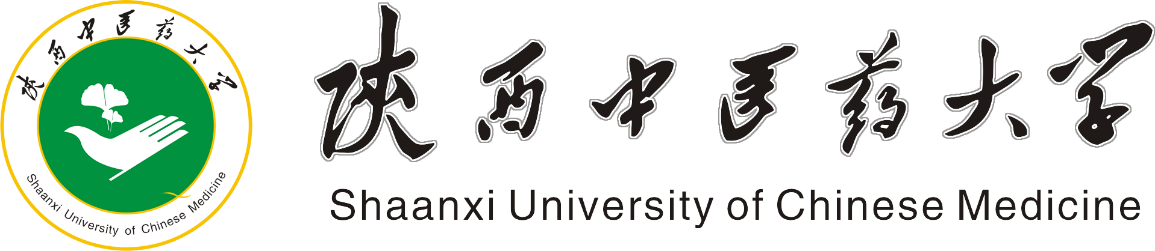 陕西中医药大学
Shaanxi University of Chinese Medicine
陕西中医药大学
Shaanxi University of Chinese Medicine